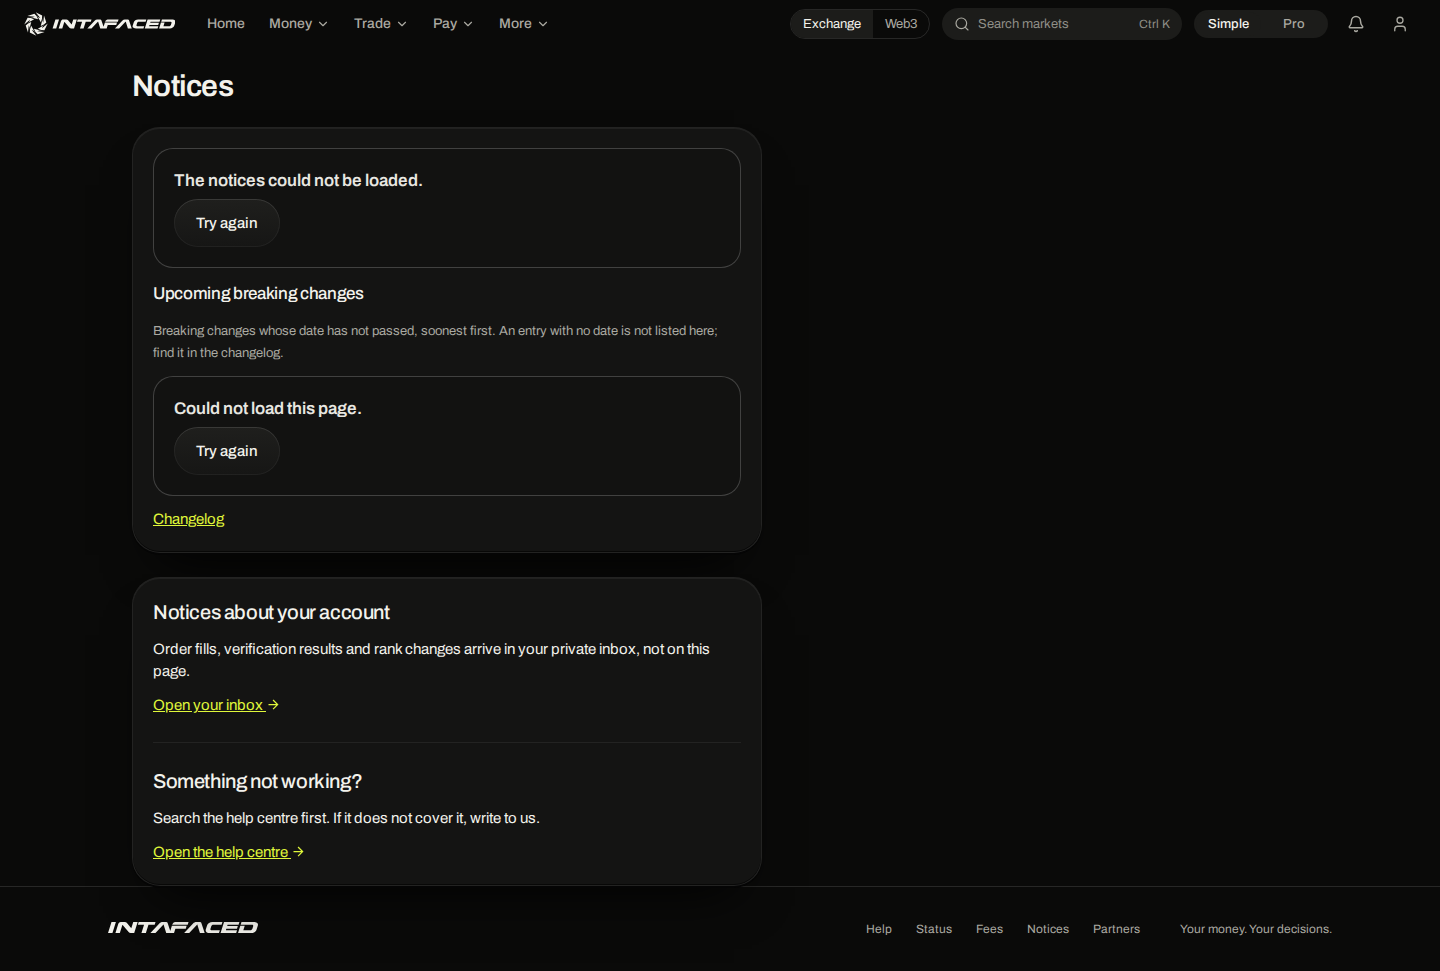 INTAFACED
Home
Money
Trade
Pay
More
Exchange
Web3
Search markets
Ctrl K
Simple
Pro
Notices
The notices could not be loaded.
Try again
Upcoming breaking changes
Breaking changes whose date has not passed, soonest first. An entry with no date is not listed here;
find it in the changelog.
Could not load this page.
Try again
Changelog
Notices about your account
Order fills, verification results and rank changes arrive in your private inbox, not on this
page.
Open your inbox →
Something not working?
Search the help centre first. If it does not cover it, write to us.
Open the help centre →
INTAFACED
Help
Status
Fees
Notices
Partners
Your money. Your decisions.